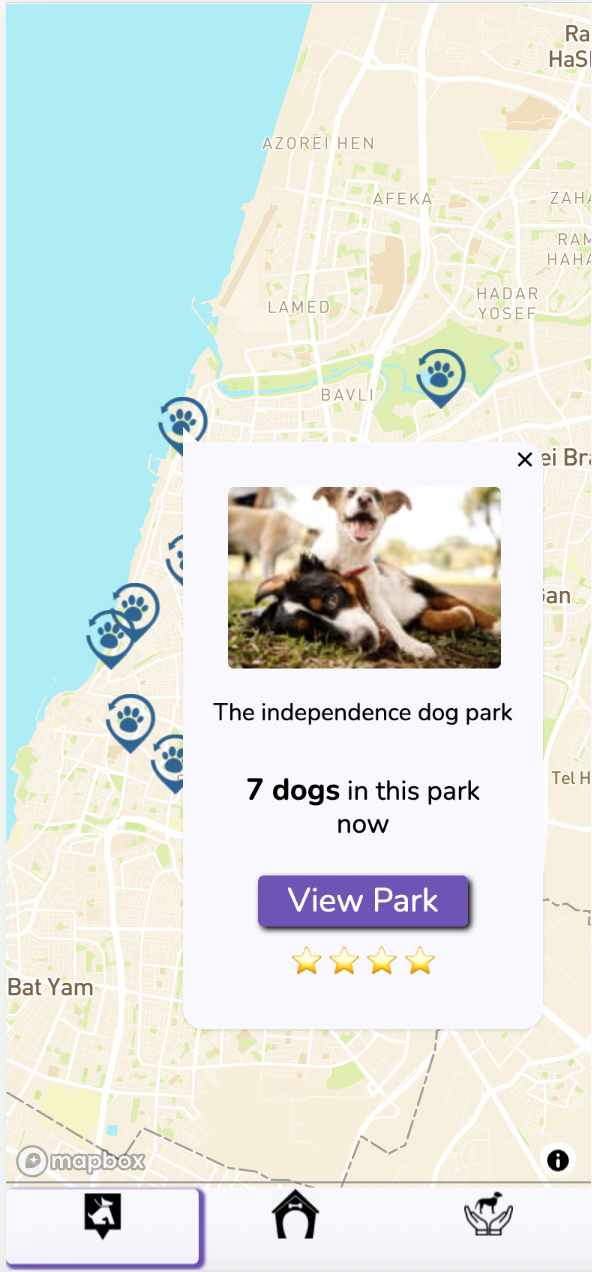 Ra
HaSh
AZOREI HEN
AFEKA
ZAHA
RAM
HAHA
LAMED
HADAR
YOSEF
BAVLI
ei Bra
The independence dog park
7 dogs in this park
now
View Park
an
Tel H
Bat Yam
mapbox